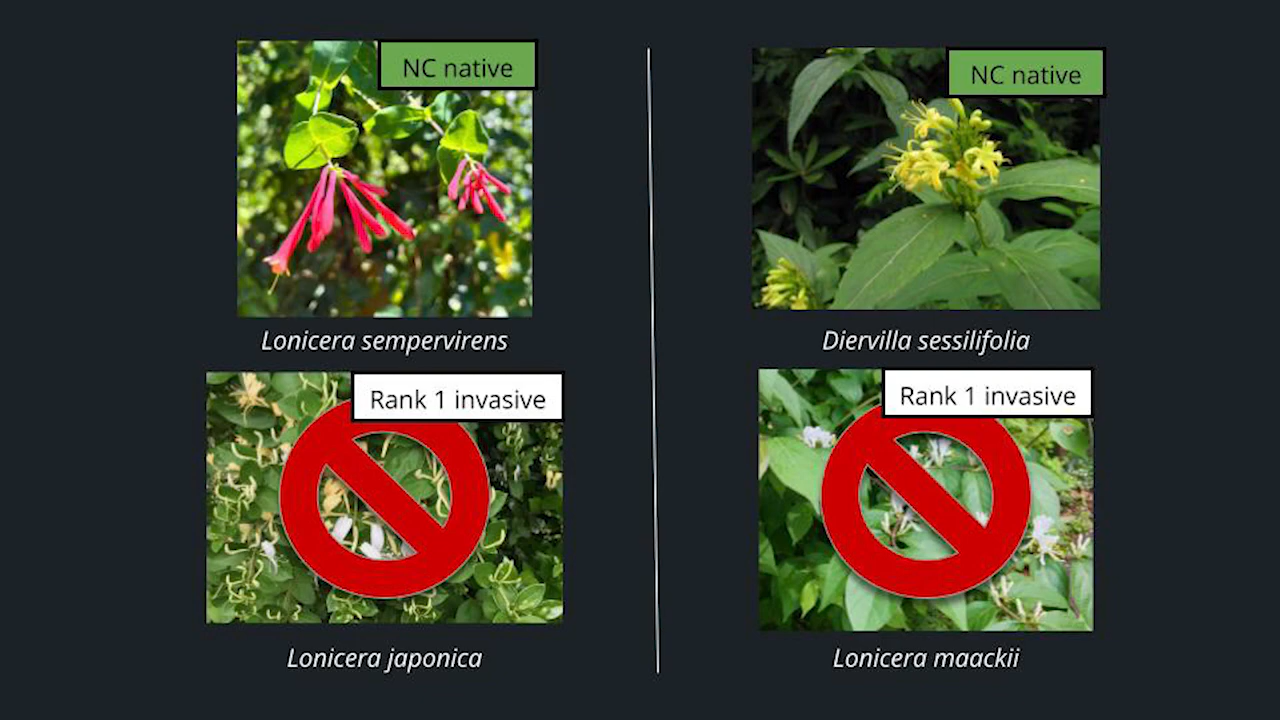 NC native
Lonicera sempervirens
Rank 1 invasive
Lonicera japonica
NC native
Diervilla sessilifolia
Rank 1 invasive
Lonicera maackii